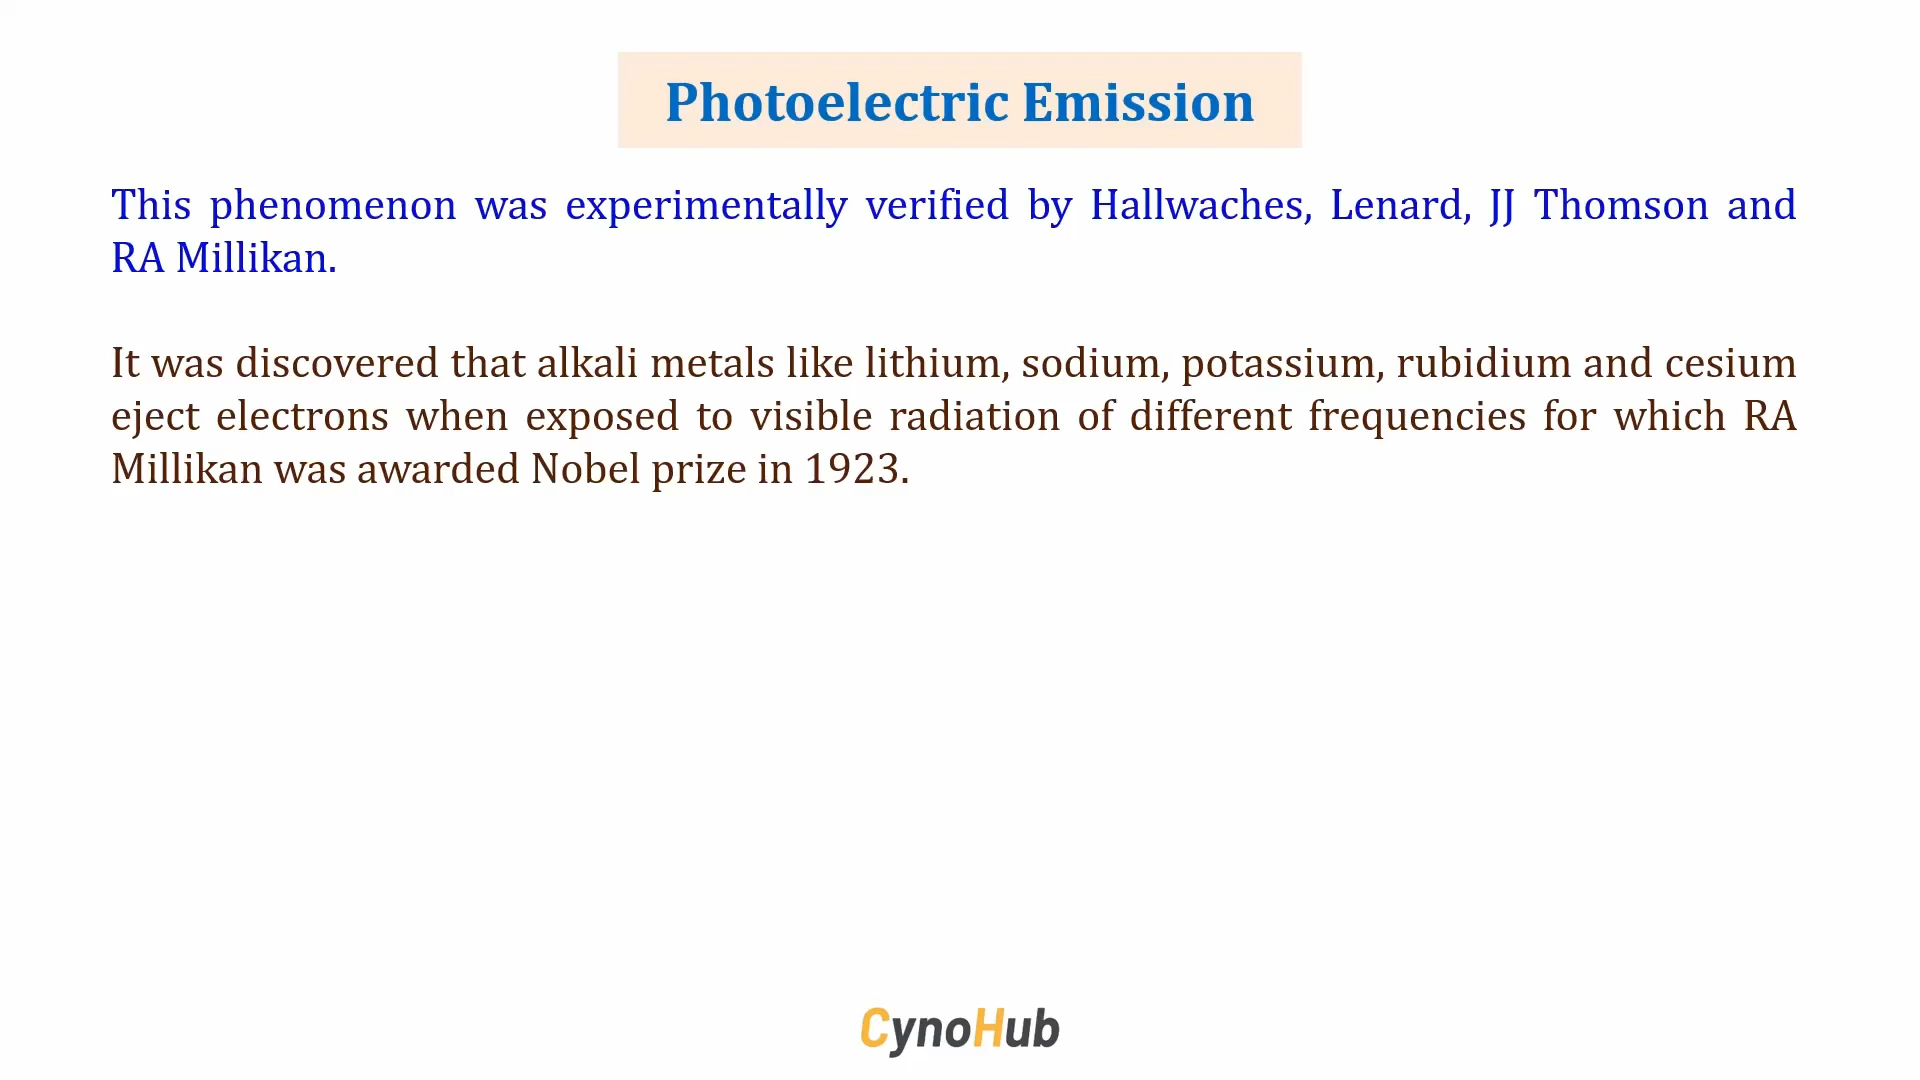 Photoelectric Emission
This phenomenon was experimentally verified by Hallwaches, Lenard, JJ Thomson and
RA Millikan.
It was discovered that alkali metals like lithium, sodium, potassium, rubidium and cesium
eject electrons when exposed to visible radiation of different frequencies for which RA
Millikan was awarded Nobel prize in 1923.
CynoHub